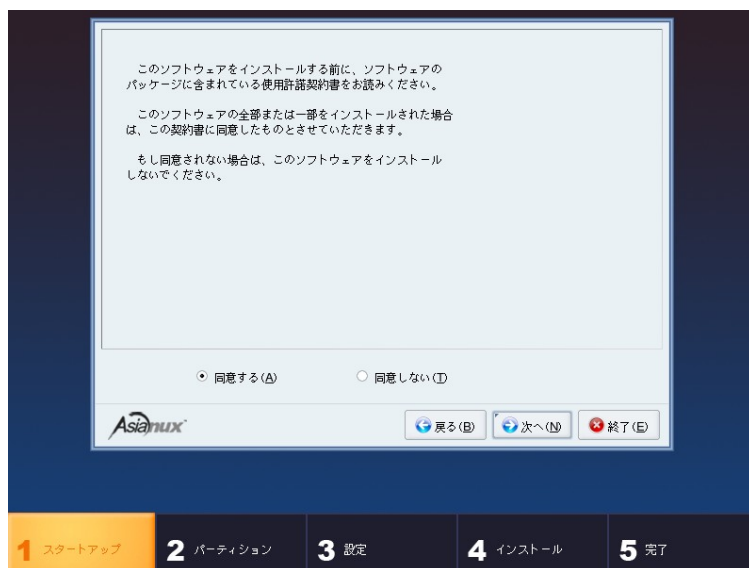 このソフトウェアをインストールする前に、ソフトウェアの
パッケージに含まれている使用許諾契約書をお読みください。
このソフトウェアの全部または一部をインストールされた場合
は、この契約書に同意したものとさせていただきます。
もし同意されない場合は、このソフトウェアをインストール
しないでください。
同意する(A) 同意しない(T)
Asianux 戻る(B) 次へ(N) 終了(E)
1 スタートアップ 2 パーティション 3 設定 4 インストール 5 完了